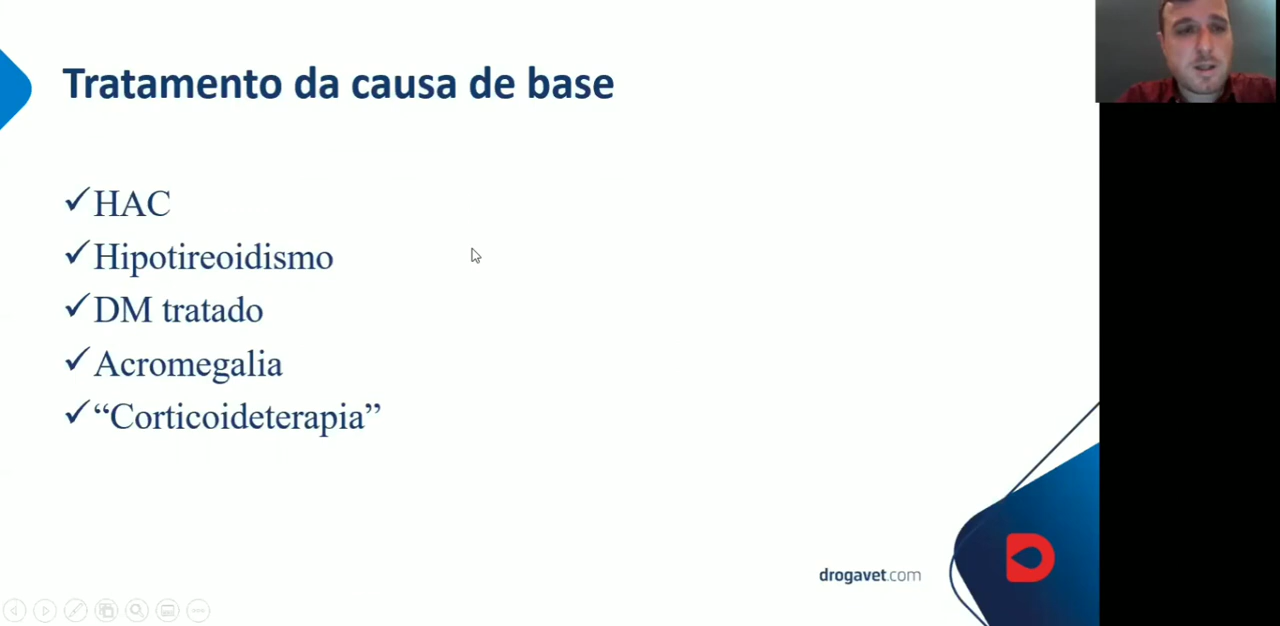 Tratamento da causa de base
✓HAC
✓Hipotireoidismo
✓DM tratado
✓Acromegalia
✓“Corticoideterapia”
drogavet.com